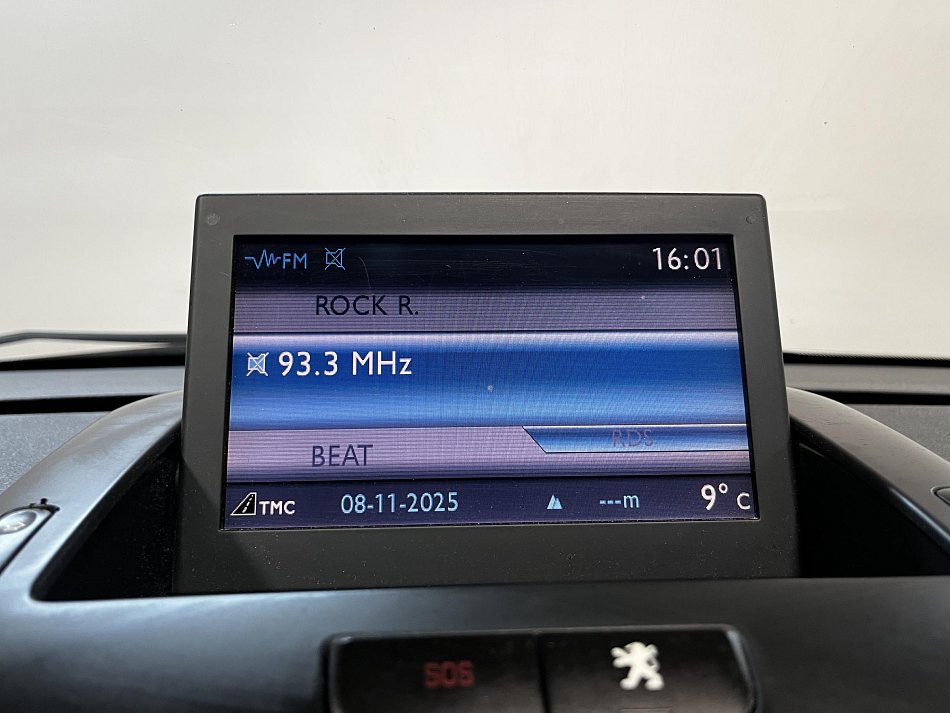 FM 16:01
ROCK R.
93.3 MHz
RDS
BEAT
TMC 08-11-2025 ---m 9° C
SOS